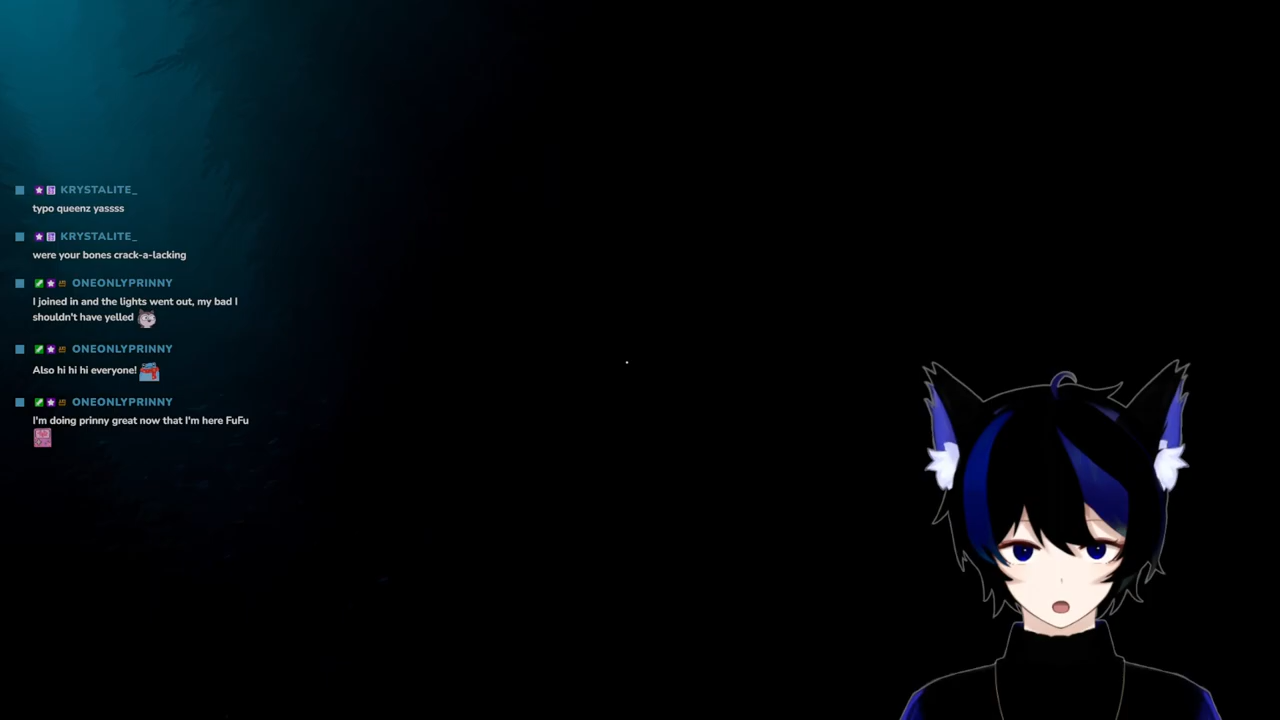 KRYSTALITE_
typo queenz yassss
KRYSTALITE_
were your bones crack-a-lacking
ONEONLYPRINNY
I joined in and the lights went out, my bad I
shouldn't have yelled
ONEONLYPRINNY
Also hi hi hi everyone!
ONEONLYPRINNY
I'm doing prinny great now that I'm here FuFu